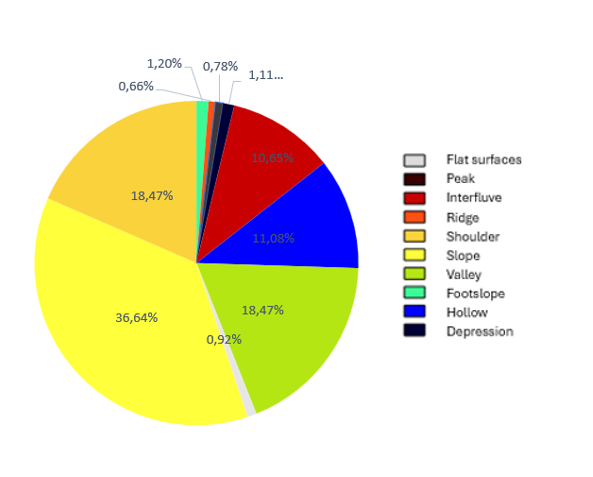 1,20%
0,78%
1,11...
0,66%
10,65%
18,47%
11,08%
36,64%
18,47%
0,92%
Flat surfaces
Peak
Interfluve
Ridge
Shoulder
Slope
Valley
Footslope
Hollow
Depression